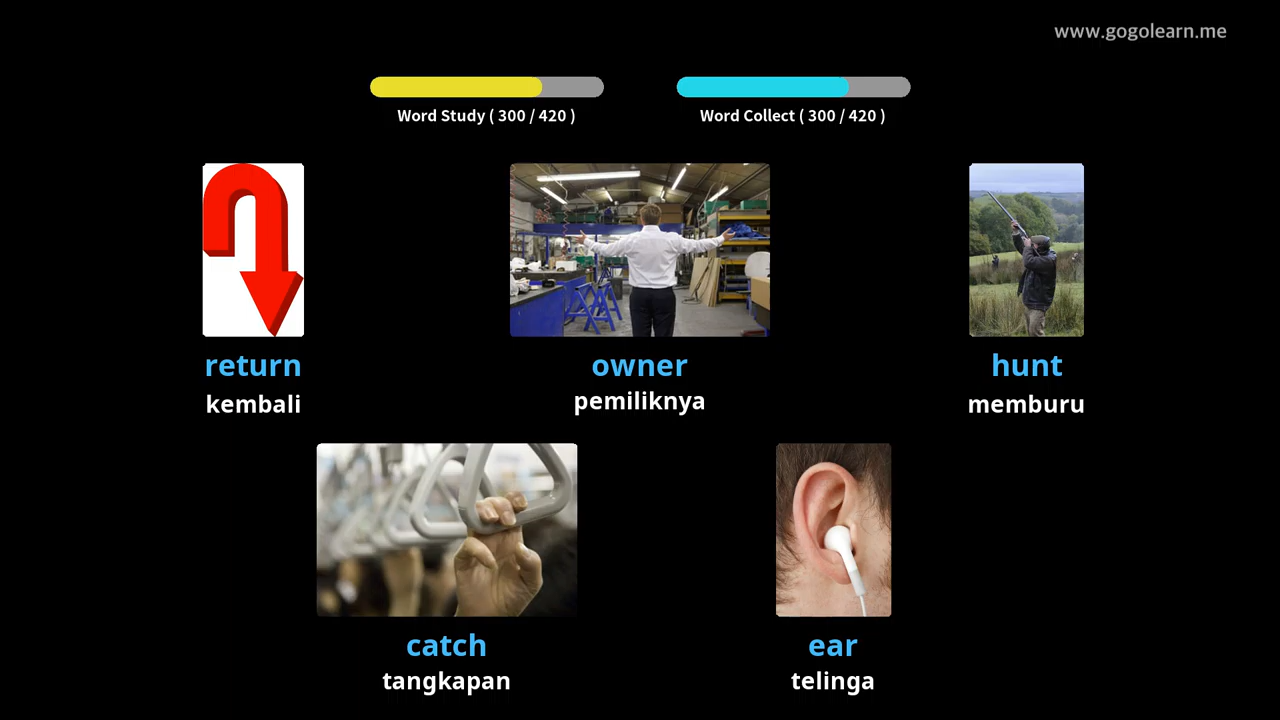 www.gogolearn.me
Word Study ( 300 / 420 )
Word Collect ( 300 / 420 )
return
kembali
owner
pemiliknya
hunt
memburu
catch
tangkapan
ear
telinga